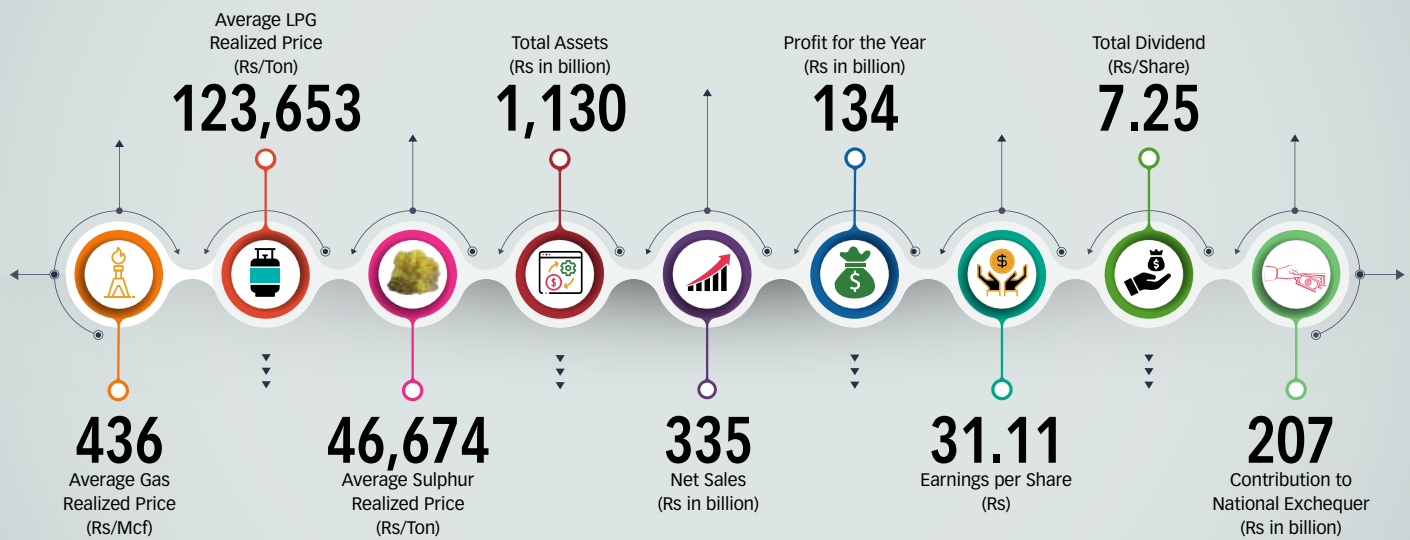 Average LPG
Realized Price
(Rs/Ton)
123,653
Total Assets
(Rs in billion)
1,130
Profit for the Year
(Rs in billion)
134
Total Dividend
(Rs/Share)
7.25
436
Average Gas
Realized Price
(Rs/Mcf)
46,674
Average Sulphur
Realized Price
(Rs/Ton)
335
Net Sales
(Rs in billion)
31.11
Earnings per Share
(Rs)
207
Contribution to
National Exchequer
(Rs in billion)